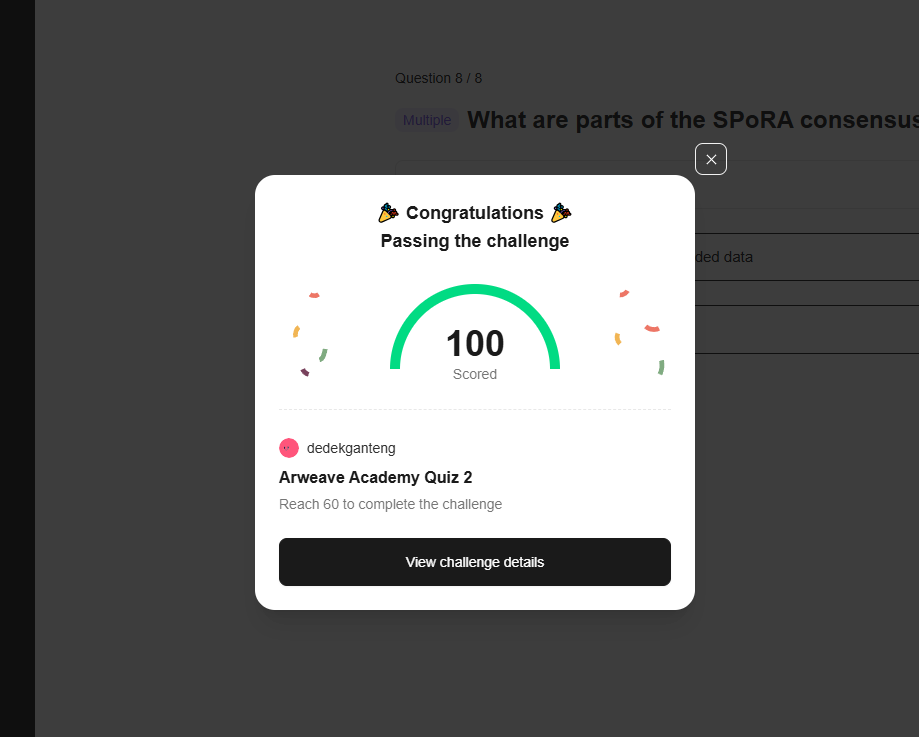 Question 8 / 8
Multiple What are parts of the SPoRA consensus
ded data
Congratulations
Passing the challenge
100
Scored
dedekganteng
Arweave Academy Quiz 2
Reach 60 to complete the challenge
View challenge details